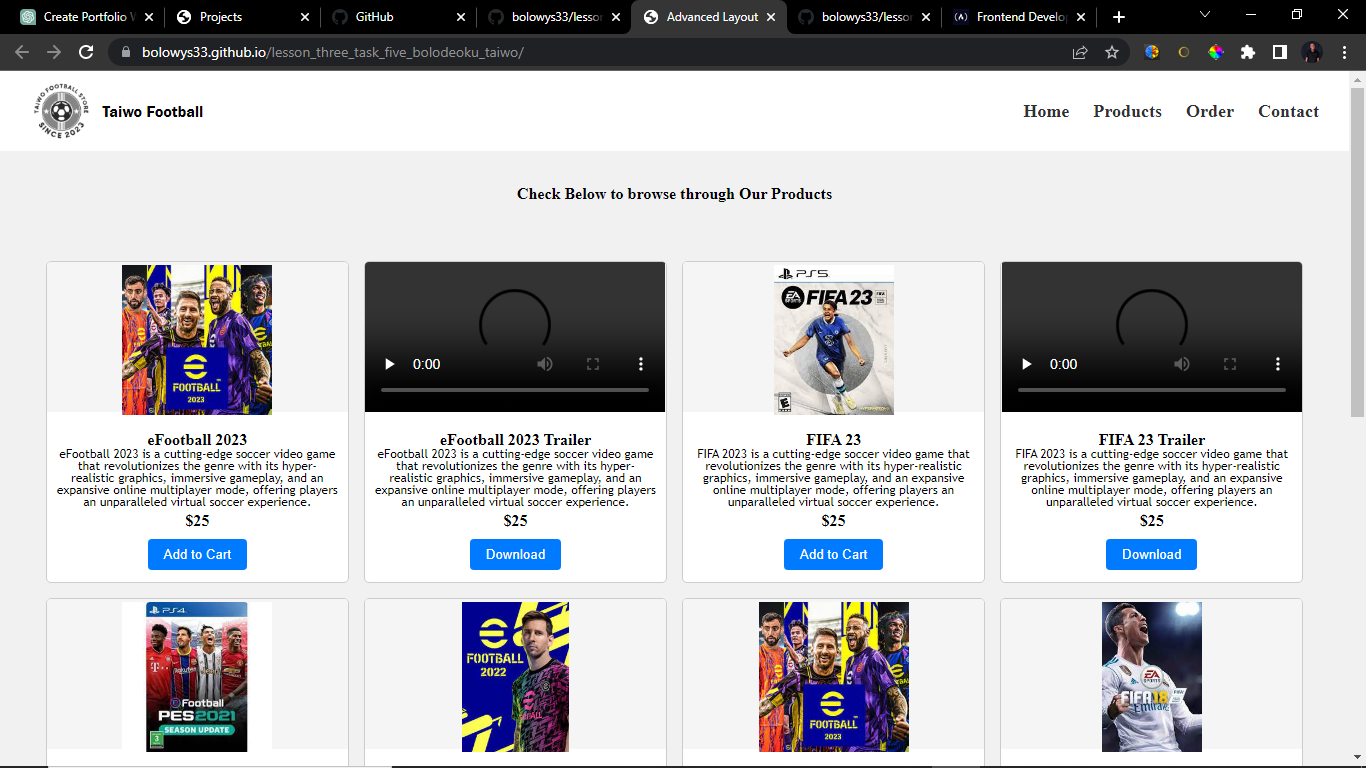 Create Portfolio W
Projects
GitHub
bolowys33/lesso
Advanced Layout
bolowys33/lesso
Frontend Develo
bolowys33.github.io/lesson_three_task_five_bolodeoku_taiwo/
TAIWO FOOTBALL STORE
SINCE 2023
Taiwo Football
Home Products Order Contact
Check Below to browse through Our Products
FOOTBALL
2023
eFootball 2023
eFootball 2023 is a cutting-edge soccer video game
that revolutionizes the genre with its hyper-
realistic graphics, immersive gameplay, and an
expansive online multiplayer mode, offering players
an unparalleled virtual soccer experience.
$25
Add to Cart
0:00
eFootball 2023 Trailer
eFootball 2023 is a cutting-edge soccer video game
that revolutionizes the genre with its hyper-
realistic graphics, immersive gameplay, and an
expansive online multiplayer mode, offering players
an unparalleled virtual soccer experience.
$25
Download
PS5
EA SPORTS FIFA 23
FIFA 23
FIFA 2023 is a cutting-edge soccer video game that
revolutionizes the genre with its hyper-realistic
graphics, immersive gameplay, and an expansive
online multiplayer mode, offering players an
unparalleled virtual soccer experience.
$25
Add to Cart
0:00
FIFA 23 Trailer
FIFA 2023 is a cutting-edge soccer video game that
revolutionizes the genre with its hyper-realistic
graphics, immersive gameplay, and an expansive
online multiplayer mode, offering players an
unparalleled virtual soccer experience.
$25
Download
PS4
eFootball
PES2021
SEASON UPDATE
3
FOOTBALL
2022
FOOTBALL
2023
EA SPORTS
FIFA 18